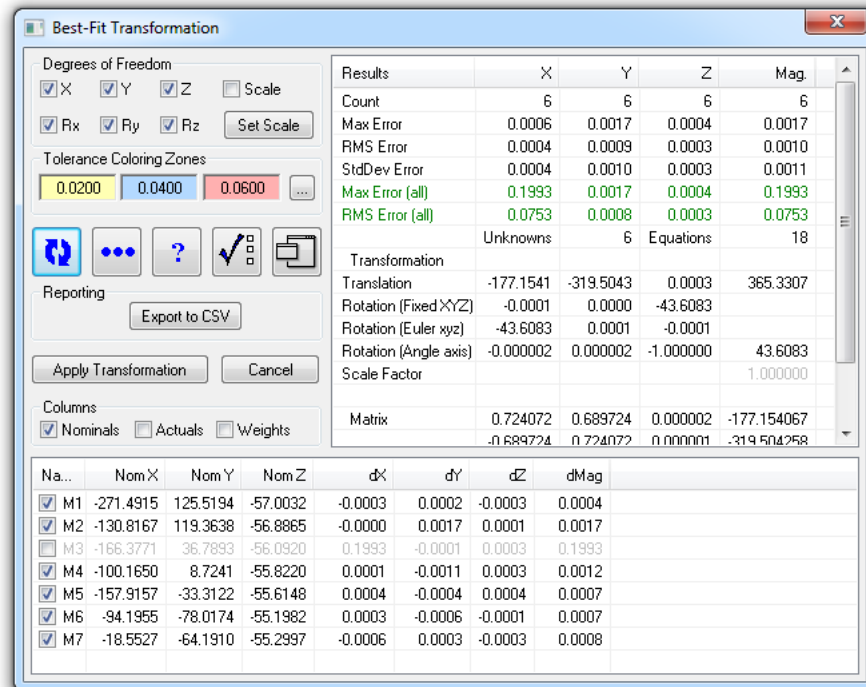 Best-Fit Transformation
Degrees of Freedom
X Y Z Scale
Rx Ry Rz Set Scale
Tolerance Coloring Zones
0.0200 0.0400 0.0600 ...
?
Reporting
Export to CSV
Apply Transformation Cancel
Columns
Nominals Actuals Weights
Results X Y Z Mag.
Count 6 6 6 6
Max Error 0.0006 0.0017 0.0004 0.0017
RMS Error 0.0004 0.0009 0.0003 0.0010
StdDev Error 0.0004 0.0010 0.0003 0.0011
Max Error (all) 0.1993 0.0017 0.0004 0.1993
RMS Error (all) 0.0753 0.0008 0.0003 0.0753
Unknowns 6 Equations 18
Transformation
Translation -177.1541 -319.5043 0.0003 365.3307
Rotation (Fixed XYZ) -0.0001 0.0000 -43.6083
Rotation (Euler xyz) -43.6083 0.0001 -0.0001
Rotation (Angle axis) -0.000002 0.000002 -1.000000 43.6083
Scale Factor 1.000000
Matrix 0.724072 0.689724 0.000002 -177.154067
-0.689724 0.724072 0.000001 -319.504258
Na... Nom X Nom Y Nom Z dX dY dZ dMag
M1 -271.4915 125.5194 -57.0032 -0.0003 0.0002 -0.0003 0.0004
M2 -130.8167 119.3638 -56.8865 -0.0000 0.0017 0.0001 0.0017
M3 -166.3771 36.7893 -56.0920 0.1993 -0.0001 0.0003 0.1993
M4 -100.1650 8.7241 -55.8220 0.0001 -0.0011 0.0003 0.0012
M5 -157.9157 -33.3122 -55.6148 0.0004 -0.0004 0.0004 0.0007
M6 -94.1955 -78.0174 -55.1982 0.0003 -0.0006 -0.0001 0.0007
M7 -18.5527 -64.1910 -55.2997 -0.0006 0.0003 -0.0003 0.0008